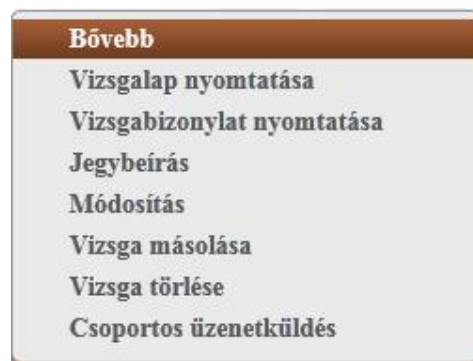 Bővebb
Vizsgalap nyomtatása
Vizsgabizonylat nyomtatása
Jegybeírás
Módosítás
Vizsga másolása
Vizsga törlése
Csoportos üzenetküldés